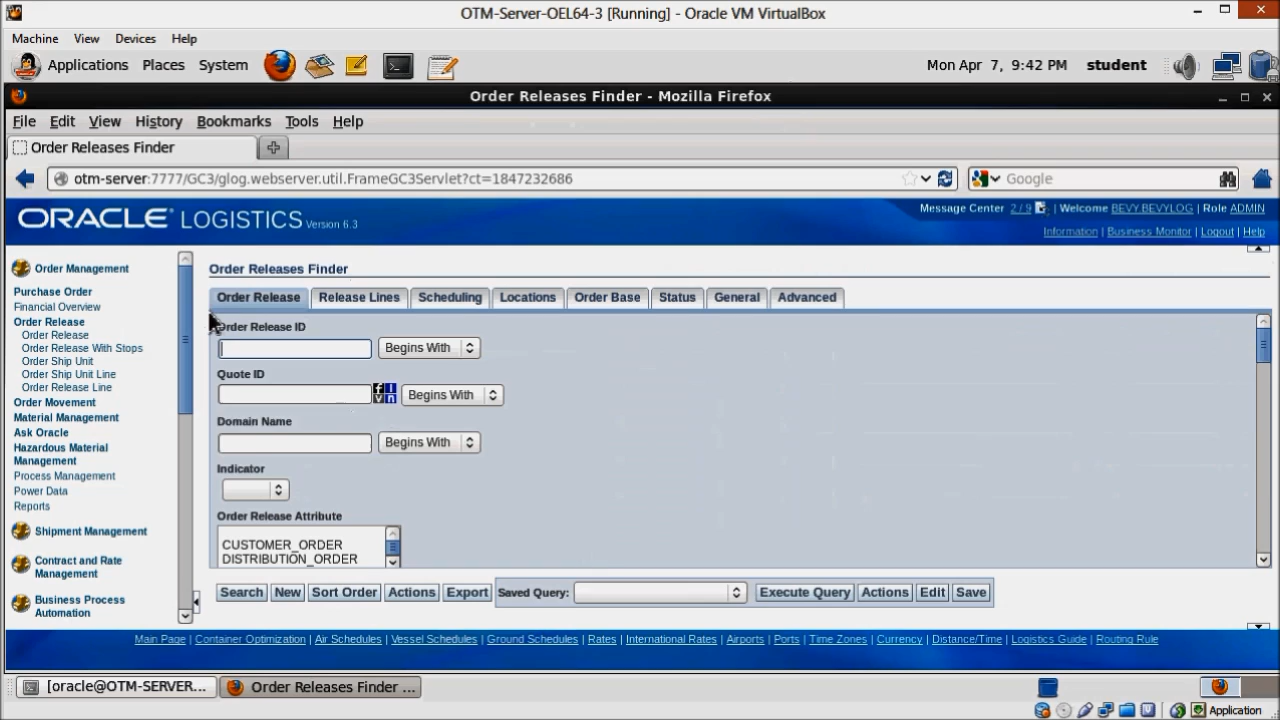 OTM-Server-OEL64-3 [Running] - Oracle VM VirtualBox
Machine View Devices Help
Applications Places System Mon Apr 7, 9:42 PM student
Order Releases Finder - Mozilla Firefox
File Edit View History Bookmarks Tools Help
Order Releases Finder
otm-server:7777/GC3/glog.webserver.util.FrameGC3Servlet?ct=1847232686 Google
ORACLE LOGISTICS Version 6.3
Message Center 2 / 9 | Welcome BEVY.BEVYLOG | Role ADMIN
Information | Business Monitor | Logout | Help
Order Management
Purchase Order
Financial Overview
Order Release
Order Release
Order Release With Stops
Order Ship Unit
Order Ship Unit Line
Order Release Line
Order Movement
Material Management
Ask Oracle
Hazardous Material
Management
Process Management
Power Data
Reports
Shipment Management
Contract and Rate
Management
Business Process
Automation
Order Releases Finder
Order Release Release Lines Scheduling Locations Order Base Status General Advanced
Order Release ID
Begins With
Quote ID
Begins With
Domain Name
Begins With
Indicator
Order Release Attribute
CUSTOMER_ORDER
DISTRIBUTION_ORDER
Search New Sort Order Actions Export Saved Query: Execute Query Actions Edit Save
Main Page | Container Optimization | Air Schedules | Vessel Schedules | Ground Schedules | Rates | International Rates | Airports | Ports | Time Zones | Currency | Distance/Time | Logistics Guide | Routing Rule
[oracle@OTM-SERVER... Order Releases Finder ...
Application